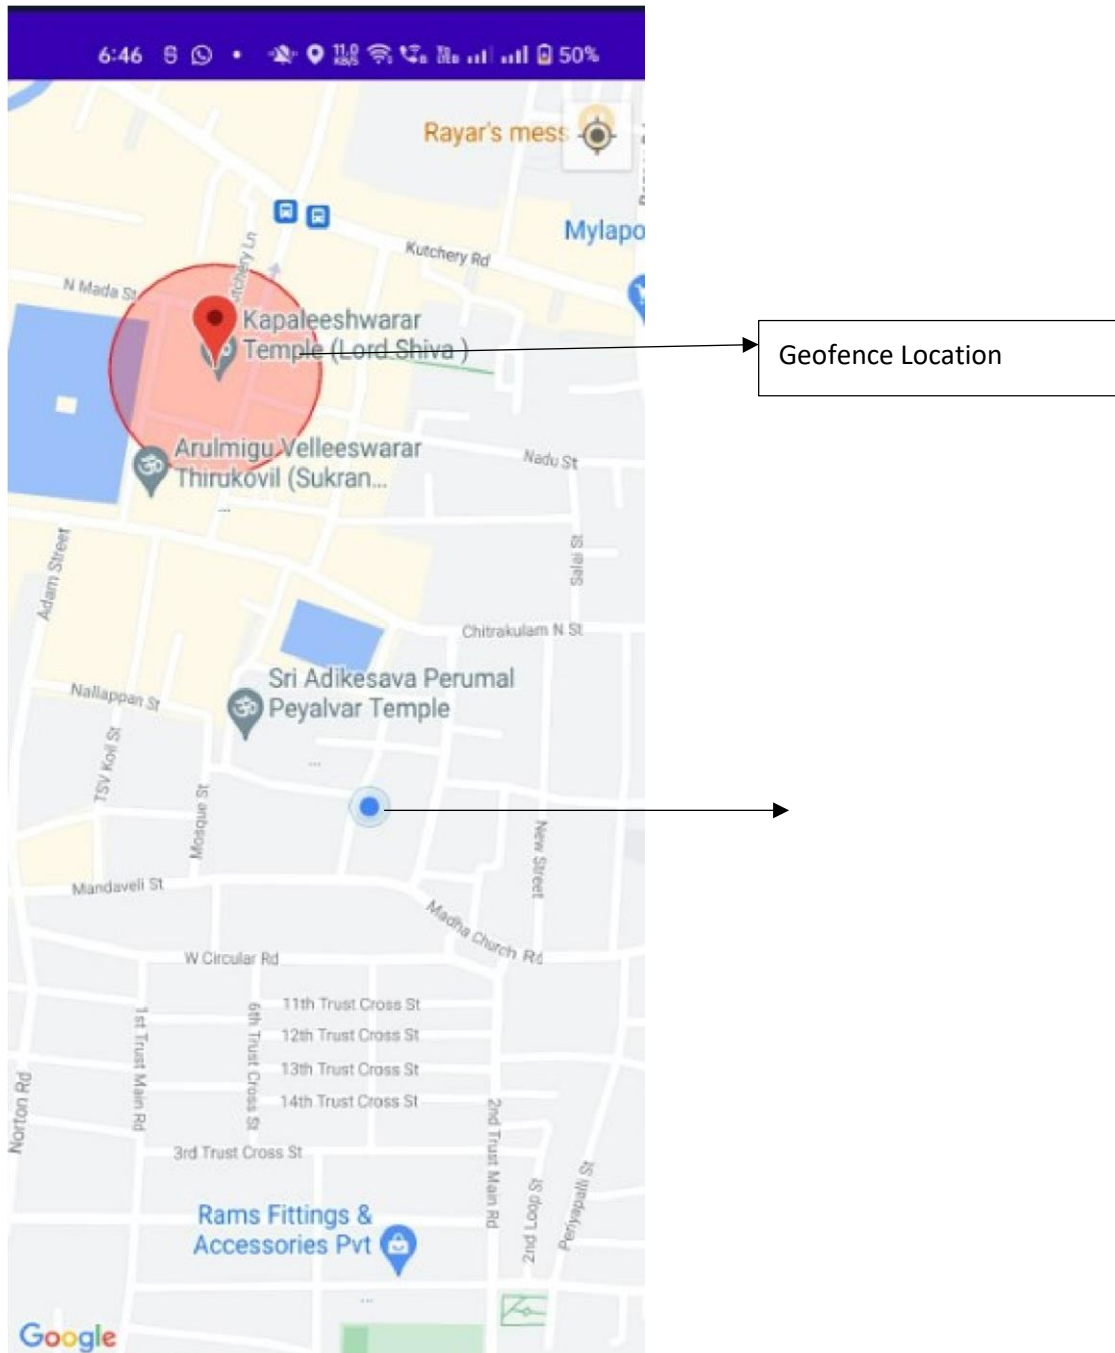 6:46
11.0
KB/S
50%
Rayar's mess
Mylapo
Kutchery Rd
utchery Ln
N Mada St
Kapaleeshwarar
Temple (Lord Shiva )
Geofence Location
Arulmigu Velleeswarar
Thirukovil (Sukran...
Nadu St
...
Adam Street
Salai St
Chitrakulam N St
Sri Adikesava Perumal
Peyalvar Temple
Nallappan St
...
TSV Koil St
Mosque St
New Street
Mandaveli St
Madha Church Rd
W Circular Rd
11th Trust Cross St
12th Trust Cross St
13th Trust Cross St
14th Trust Cross St
1st Trust Main Rd
6th Trust Cross St
Norton Rd
2nd Trust Main Rd
3rd Trust Cross St
2nd Loop St
Periyapalli St
Rams Fittings &
Accessories Pvt
...
Google